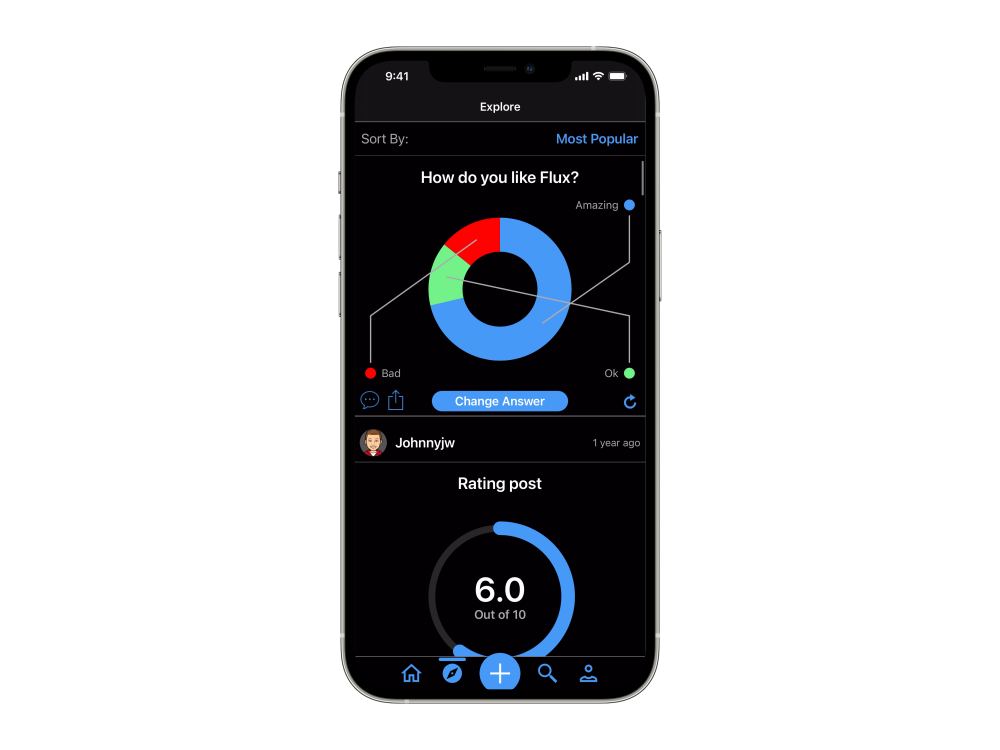 9:41
Explore
Sort By: Most Popular
How do you like Flux?
Amazing
Bad
Ok
Change Answer
Johnnyjw
1 year ago
Rating post
6.0
Out of 10